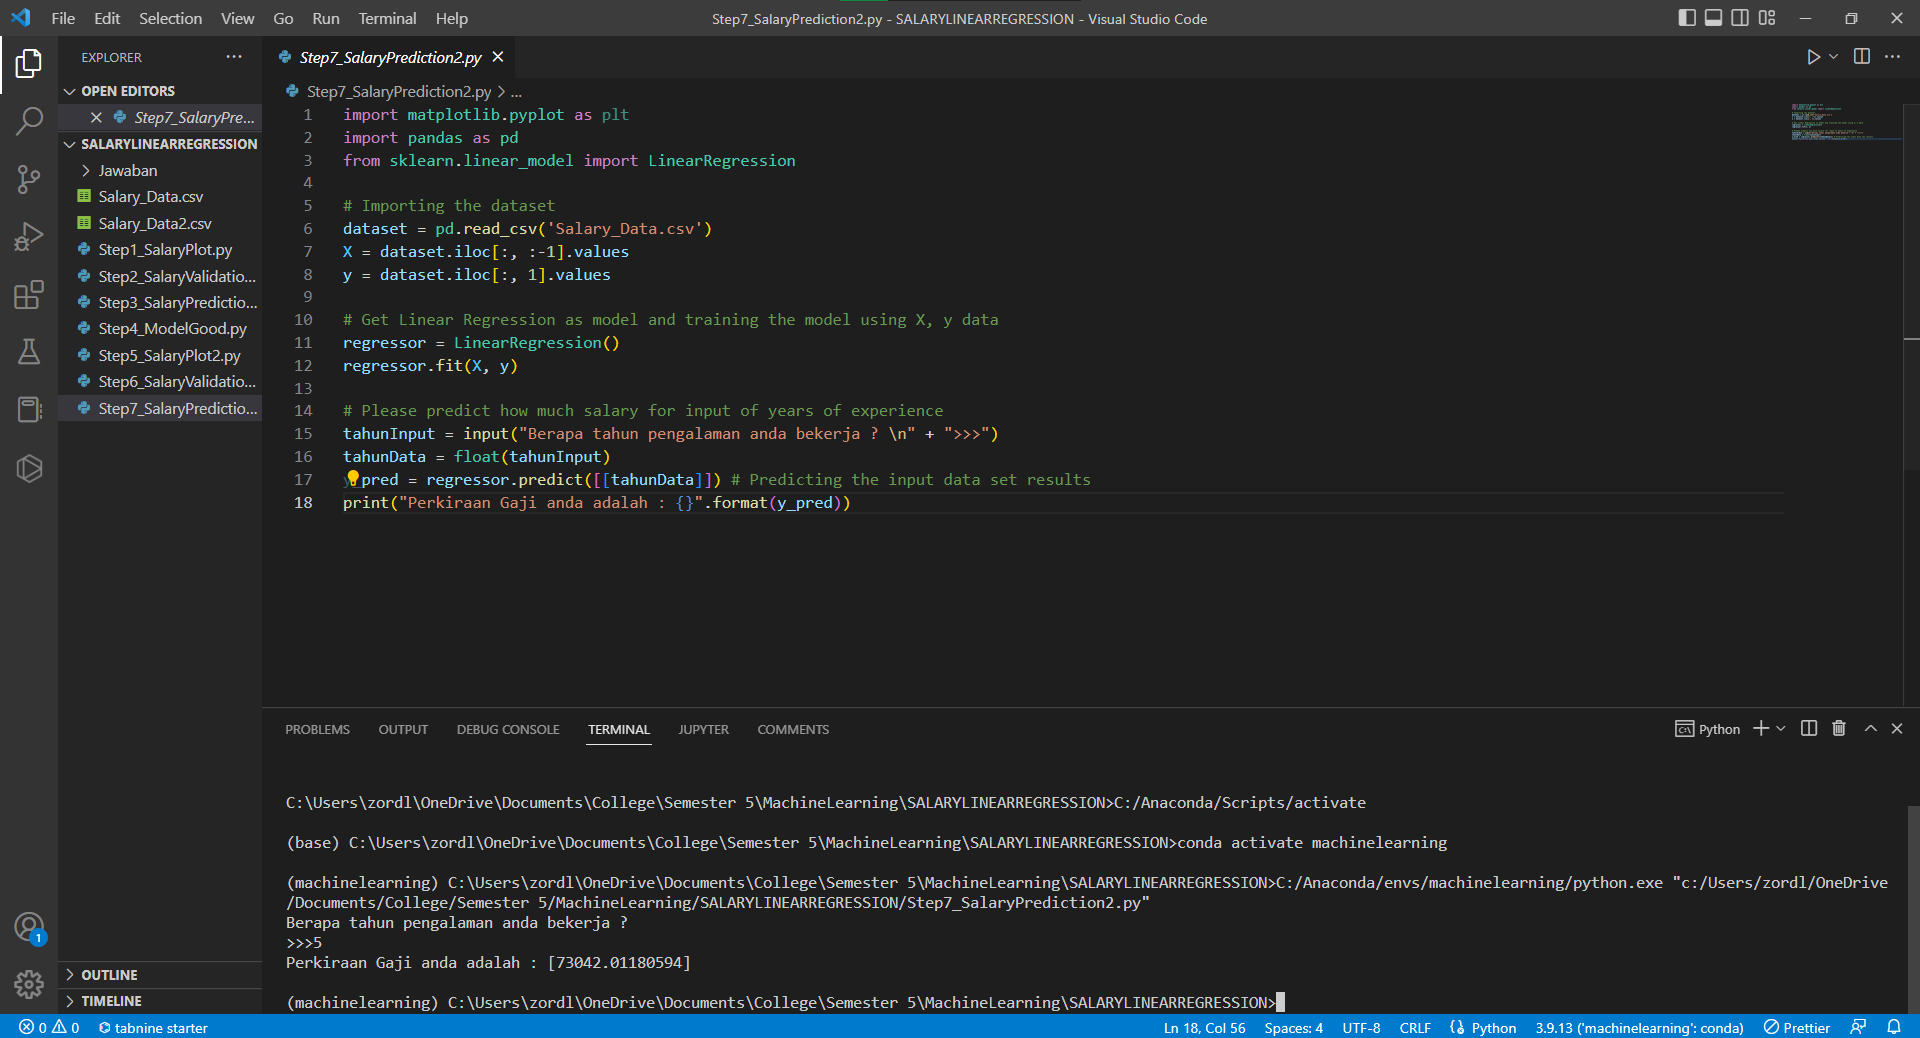 File Edit Selection View Go Run Terminal Help
Step7_SalaryPrediction2.py - SALARYLINEARREGRESSION - Visual Studio Code
EXPLORER
OPEN EDITORS
Step7_SalaryPre...
SALARYLINEARREGRESSION
Jawaban
Salary_Data.csv
Salary_Data2.csv
Step1_SalaryPlot.py
Step2_SalaryValidatio...
Step3_SalaryPredictio...
Step4_ModelGood.py
Step5_SalaryPlot2.py
Step6_SalaryValidatio...
Step7_SalaryPredictio...
OUTLINE
TIMELINE
1
Step7_SalaryPrediction2.py
Step7_SalaryPrediction2.py > ...
1 import matplotlib.pyplot as plt
2 import pandas as pd
3 from sklearn.linear_model import LinearRegression
4
5 # Importing the dataset
6 dataset = pd.read_csv('Salary_Data.csv')
7 X = dataset.iloc[:, :-1].values
8 y = dataset.iloc[:, 1].values
9
10 # Get Linear Regression as model and training the model using X, y data
11 regressor = LinearRegression()
12 regressor.fit(X, y)
13
14 # Please predict how much salary for input of years of experience
15 tahunInput = input("Berapa tahun pengalaman anda bekerja ? \n" + ">>>")
16 tahunData = float(tahunInput)
17 y_pred = regressor.predict([[tahunData]]) # Predicting the input data set results
18 print("Perkiraan Gaji anda adalah : {}".format(y_pred))
PROBLEMS OUTPUT DEBUG CONSOLE TERMINAL JUPYTER COMMENTS
Python
C:\Users\zordl\OneDrive\Documents\College\Semester 5\MachineLearning\SALARYLINEARREGRESSION>C:/Anaconda/Scripts/activate
(base) C:\Users\zordl\OneDrive\Documents\College\Semester 5\MachineLearning\SALARYLINEARREGRESSION>conda activate machinelearning
(machinelearning) C:\Users\zordl\OneDrive\Documents\College\Semester 5\MachineLearning\SALARYLINEARREGRESSION>C:/Anaconda/envs/machinelearning/python.exe "c:/Users/zordl/OneDrive
/Documents/College/Semester 5/MachineLearning/SALARYLINEARREGRESSION/Step7_SalaryPrediction2.py"
Berapa tahun pengalaman anda bekerja ?
>>>5
Perkiraan Gaji anda adalah : [73042.01180594]
(machinelearning) C:\Users\zordl\OneDrive\Documents\College\Semester 5\MachineLearning\SALARYLINEARREGRESSION>
0 0 tabnine starter
Ln 18, Col 56 Spaces: 4 UTF-8 CRLF Python 3.9.13 ('machinelearning': conda) Prettier